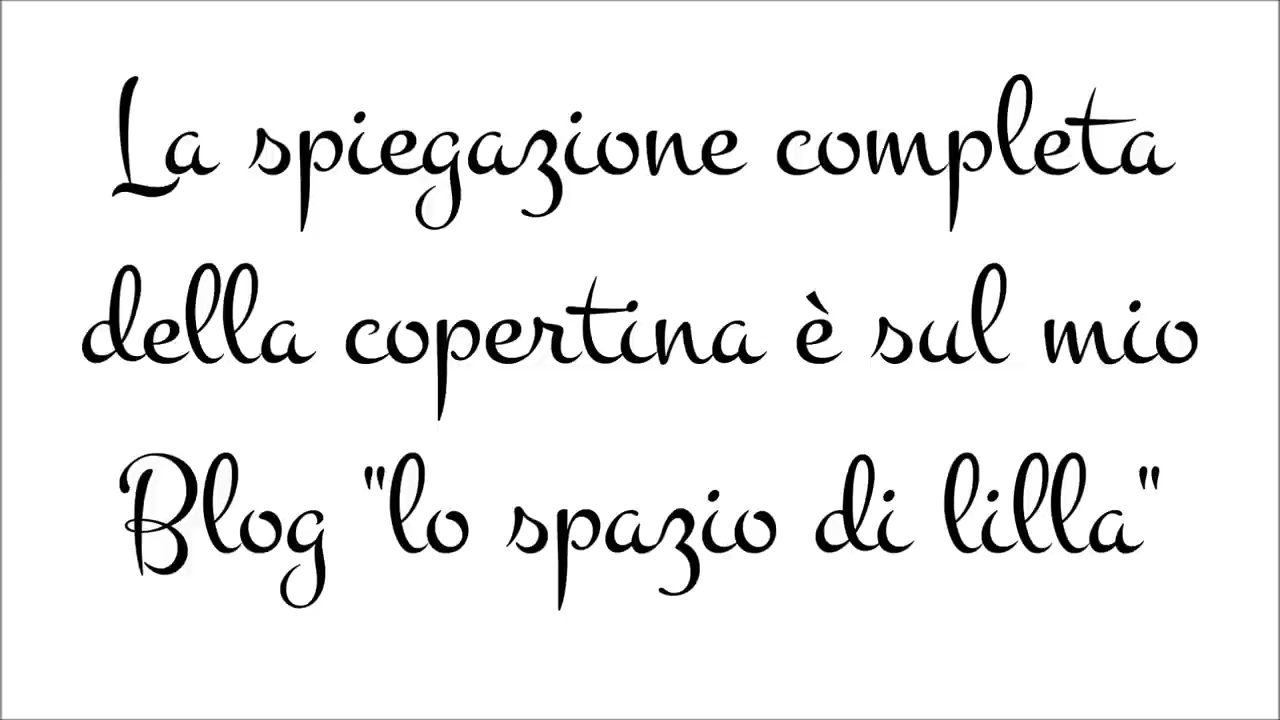 La spiegazione completa
della copertina è sul mio
Blog "lo spazio di lilla"